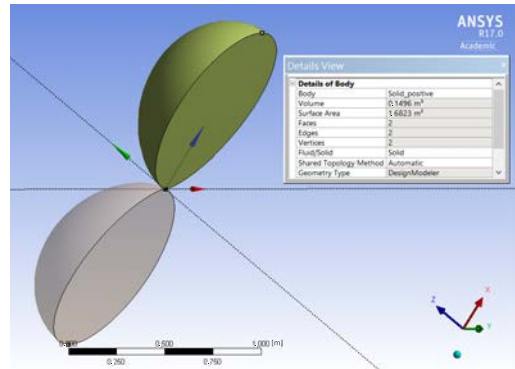 ANSYS
R17.0
Academic
Details View
Details of Body
Body Solid_positive
Volume 0.1496 m³
Surface Area 1.6823 m²
Faces 2
Edges 2
Vertices 2
Fluid/Solid Solid
Shared Topology Method Automatic
Geometry Type DesignModeler
X
Z
Y
0.000 0.500 1.000 (m)
0.250 0.750